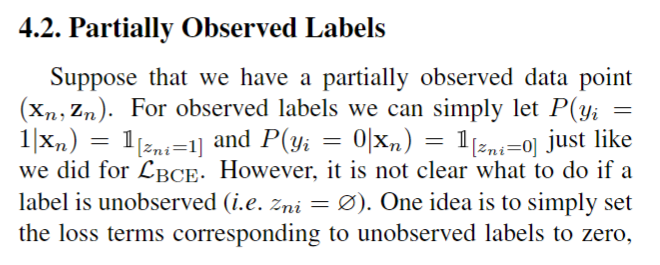 4.2. Partially Observed Labels
Suppose that we have a partially observed data point
(xₙ, zₙ). For observed labels we can simply let P(yᵢ =
1|xₙ) = 𝟙[zₙᵢ=1] and P(yᵢ = 0|xₙ) = 𝟙[zₙᵢ=0] just like
we did for ℒBCE. However, it is not clear what to do if a
label is unobserved (i.e. zₙᵢ = ∅). One idea is to simply set
the loss terms corresponding to unobserved labels to zero,